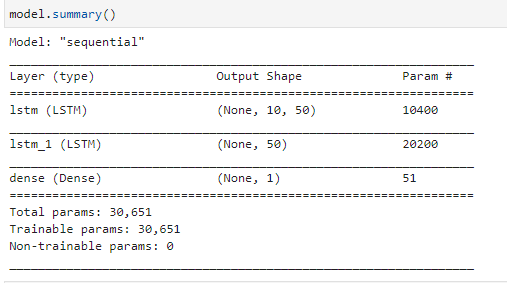 model.summary()
Model: "sequential"
_________________________________________________________________
Layer (type)                 Output Shape              Param #
=================================================================
lstm (LSTM)                  (None, 10, 50)            10400
_________________________________________________________________
lstm_1 (LSTM)                (None, 50)                20200
_________________________________________________________________
dense (Dense)                (None, 1)                 51
=================================================================
Total params: 30,651
Trainable params: 30,651
Non-trainable params: 0
_________________________________________________________________